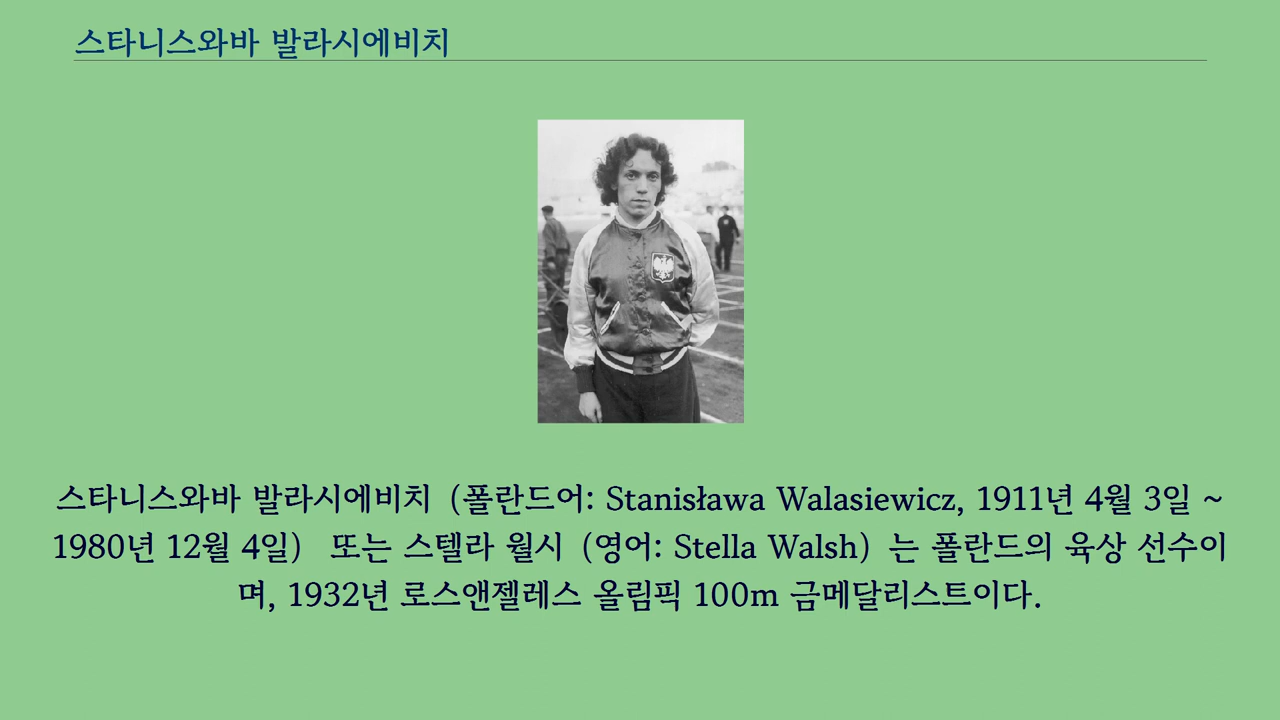 스타니스와바 발라시에비치
스타니스와바 발라시에비치 (폴란드어: Stanisława Walasiewicz, 1911년 4월 3일 ~
1980년 12월 4일) 또는 스텔라 월시 (영어: Stella Walsh) 는 폴란드의 육상 선수이
며, 1932년 로스앤젤레스 올림픽 100m 금메달리스트이다.